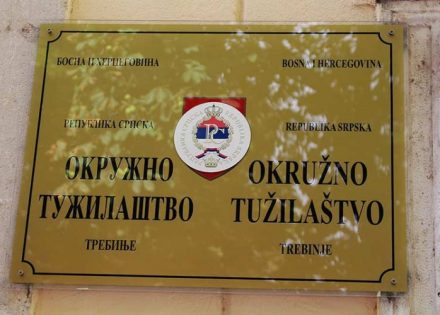 БОСНА И ХЕРЦЕГОВИНА
РЕПУБЛИКА СРПСКА
ОКРУЖНО
ТУЖИЛАШТВО
ТРЕБИЊЕ
BOSNA I HERCEGOVINA
REPUBLIKA SRPSKA
OKRUŽNO
TUŽILAŠTVO
TREBINJE